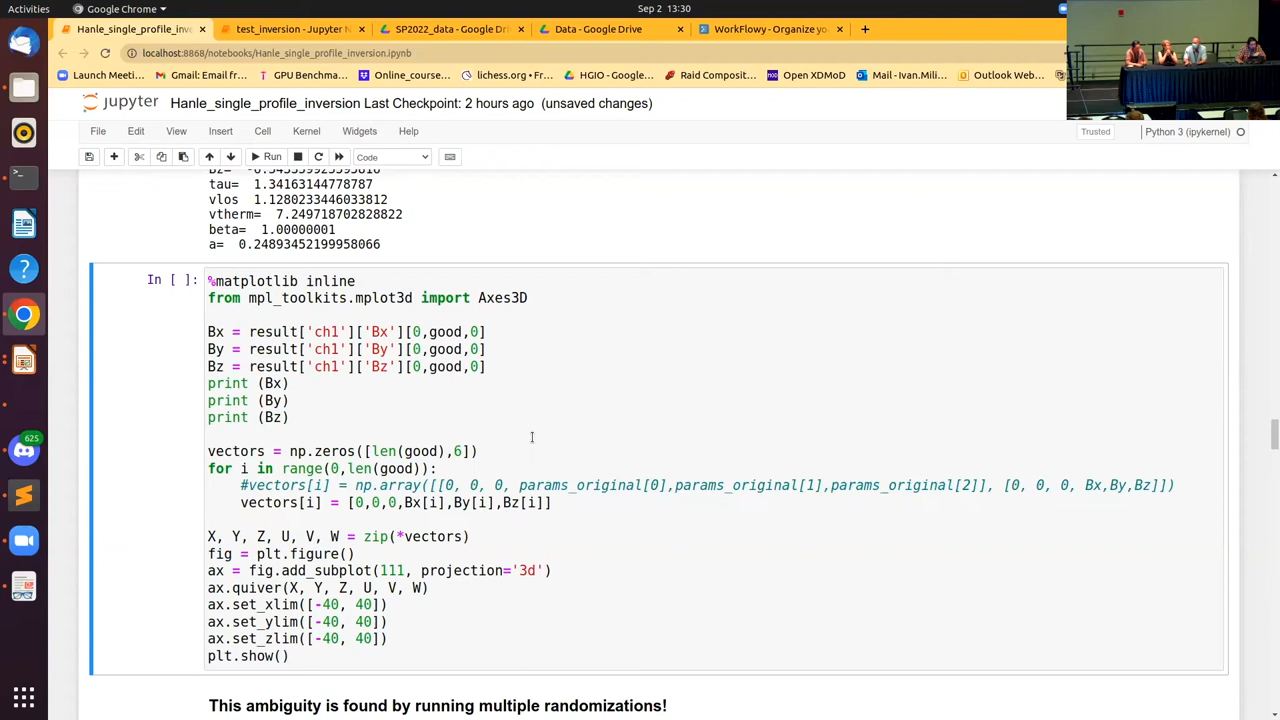 Activities
Google Chrome
Sep 2 13:30
Hanle_single_profile_inv
test_inversion - Jupyter N
SP2022_data - Google Dri
Data - Google Drive
WorkFlowy - Organize yo
localhost:8868/notebooks/Hanle_single_profile_inversion.ipynb
Launch Meeti...
Gmail: Email fr...
GPU Benchma...
Online_course...
lichess.org • Fr...
HGIO - Google...
Raid Composit...
Open XDMoD
Mail - Ivan.Mili...
Outlook Web...
jupyter
Hanle_single_profile_inversion Last Checkpoint: 2 hours ago (unsaved changes)
File
Edit
View
Insert
Cell
Kernel
Widgets
Help
Trusted
Python 3 (ipykernel)
Run
Code
tau= 1.34163144778787
vlos 1.1280233446033812
vtherm= 7.249718702828822
beta= 1.00000001
a= 0.24893452199958066
In [ ]:
%matplotlib inline
from mpl_toolkits.mplot3d import Axes3D
Bx = result['ch1']['Bx'][0,good,0]
By = result['ch1']['By'][0,good,0]
Bz = result['ch1']['Bz'][0,good,0]
print (Bx)
print (By)
print (Bz)
vectors = np.zeros([len(good),6])
for i in range(0,len(good)):
#vectors[i] = np.array([[0, 0, 0, params_original[0],params_original[1],params_original[2]], [0, 0, 0, Bx,By,Bz]])
vectors[i] = [0,0,0,Bx[i],By[i],Bz[i]]
X, Y, Z, U, V, W = zip(*vectors)
fig = plt.figure()
ax = fig.add_subplot(111, projection='3d')
ax.quiver(X, Y, Z, U, V, W)
ax.set_xlim([-40, 40])
ax.set_ylim([-40, 40])
ax.set_zlim([-40, 40])
plt.show()
This ambiguity is found by running multiple randomizations!
625